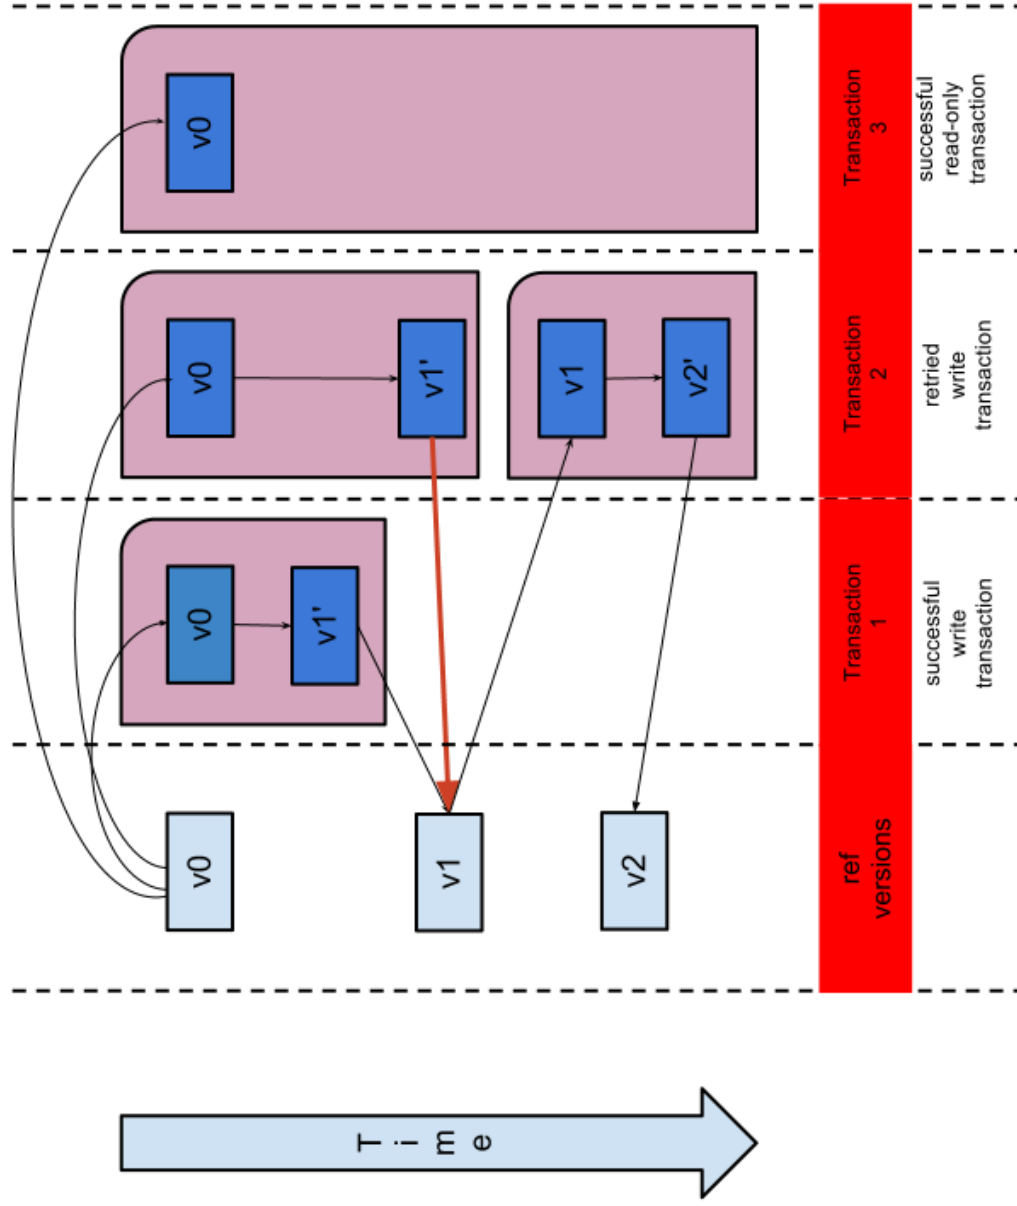 T
i
m
e
v0
v1
v2
ref
versions
v0
v1'
Transaction
1
successful
write
transaction
v0
v1'
v1
v2'
Transaction
2
retried
write
transaction
v0
Transaction
3
successful
read-only
transaction